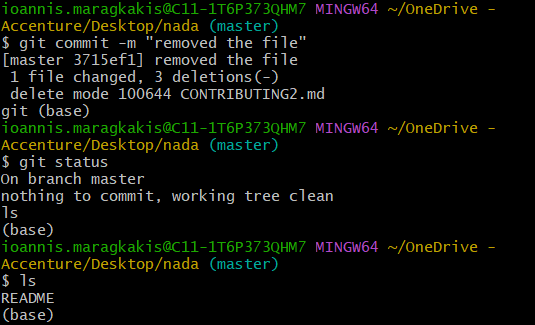 ioannis.maragkakis@C11-1T6P373QHM7 MINGW64 ~/OneDrive -
Accenture/Desktop/nada (master)
$ git commit -m "removed the file"
[master 3715ef1] removed the file
 1 file changed, 3 deletions(-)
 delete mode 100644 CONTRIBUTING2.md
git (base)
ioannis.maragkakis@C11-1T6P373QHM7 MINGW64 ~/OneDrive -
Accenture/Desktop/nada (master)
$ git status
On branch master
nothing to commit, working tree clean
ls
(base)
ioannis.maragkakis@C11-1T6P373QHM7 MINGW64 ~/OneDrive -
Accenture/Desktop/nada (master)
$ ls
README
(base)